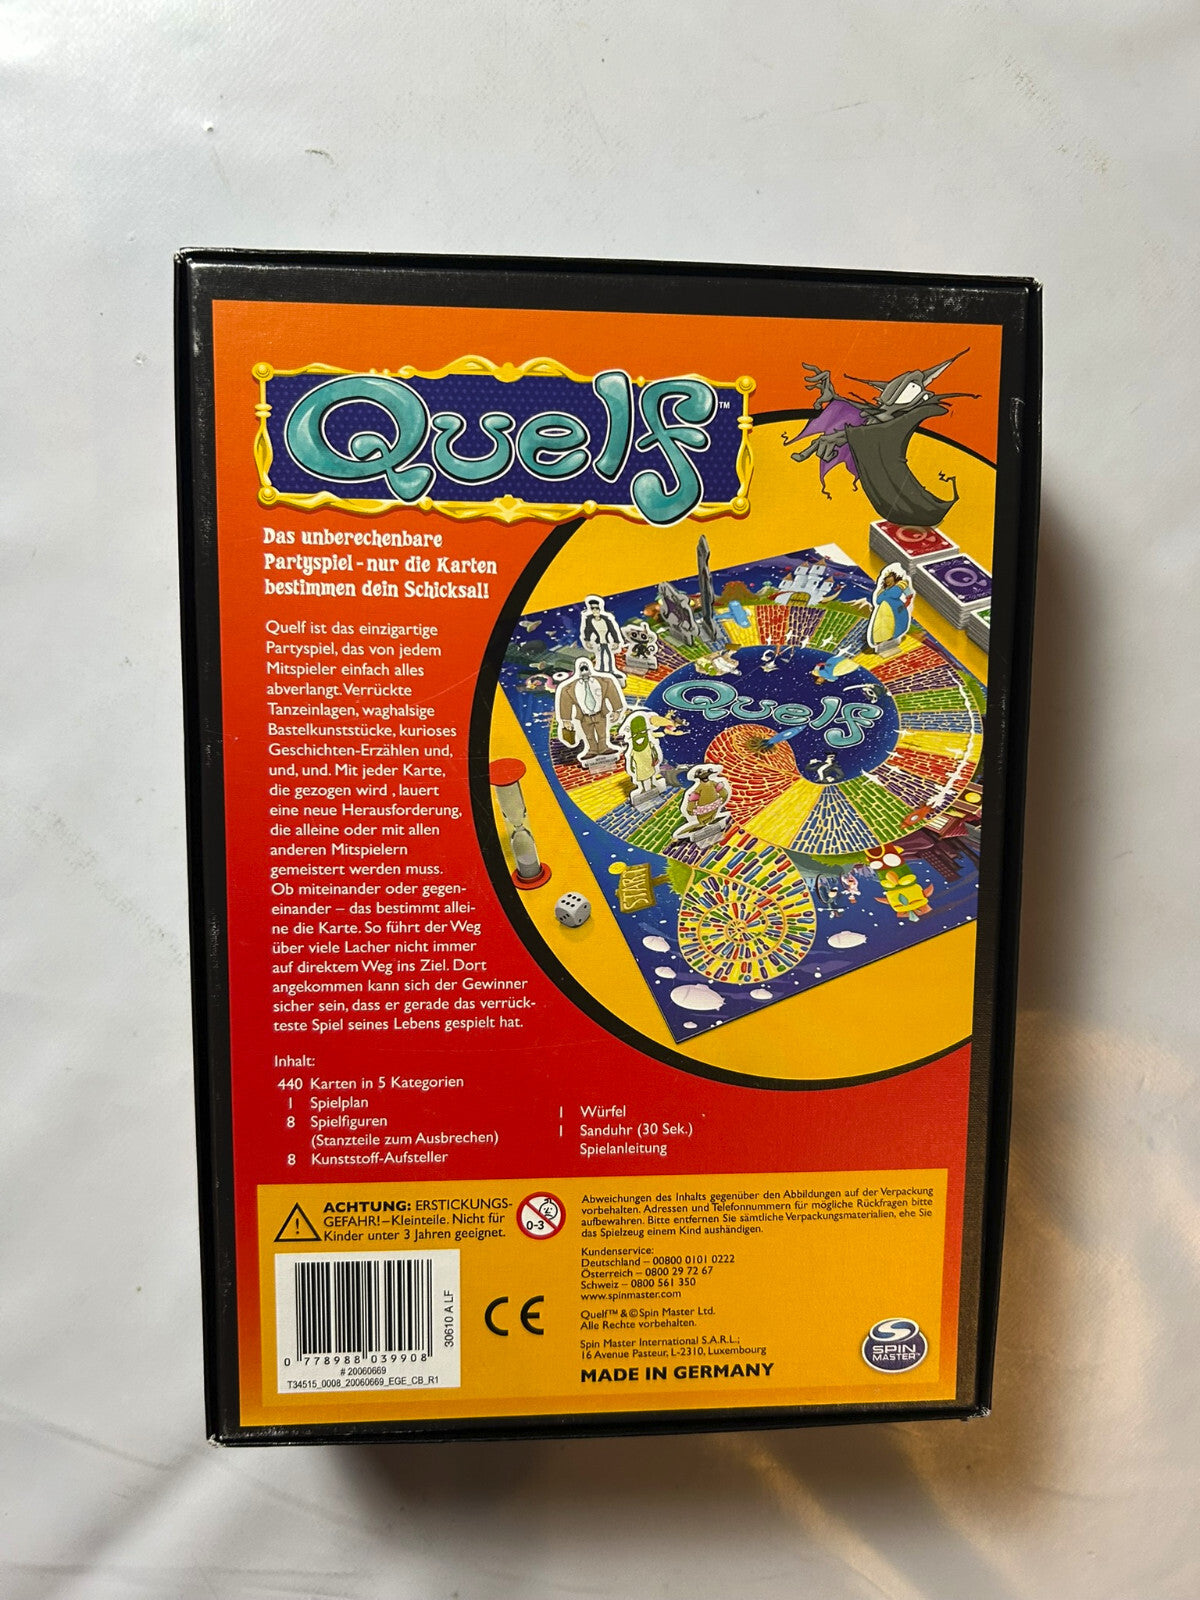 Quelf™
Das unberechenbare
Partyspiel - nur die Karten
bestimmen dein Schicksal!
Quelf ist das einzigartige
Partyspiel, das von jedem
Mitspieler einfach alles
abverlangt. Verrückte
Tanzeinlagen, waghalsige
Bastelkunststücke, kurioses
Geschichten-Erzählen und,
und, und. Mit jeder Karte,
die gezogen wird , lauert
eine neue Herausforderung,
die alleine oder mit allen
anderen Mitspielern
gemeistert werden muss.
Ob miteinander oder gegen-
einander – das bestimmt allei-
ne die Karte. So führt der Weg
über viele Lacher nicht immer
auf direktem Weg ins Ziel. Dort
angekommen kann sich der Gewinner
sicher sein, dass er gerade das verrück-
teste Spiel seines Lebens gespielt hat.
Quelf
START
Inhalt:
440 Karten in 5 Kategorien
1 Spielplan
8 Spielfiguren
(Stanzteile zum Ausbrechen)
8 Kunststoff-Aufsteller
1 Würfel
1 Sanduhr (30 Sek.)
Spielanleitung
ACHTUNG: ERSTICKUNGS-
GEFAHR! – Kleinteile. Nicht für
Kinder unter 3 Jahren geeignet.
0-3
Abweichungen des Inhalts gegenüber den Abbildungen auf der Verpackung
vorbehalten. Adressen und Telefonnummern für mögliche Rückfragen bitte
aufbewahren. Bitte entfernen Sie sämtliche Verpackungsmaterialien, ehe Sie
das Spielzeug einem Kind aushändigen.
Kundenservice:
Deutschland – 00800 0101 0222
Österreich – 0800 29 72 67
Schweiz – 0800 561 350
www.spinmaster.com
Quelf™ & © Spin Master Ltd.
Alle Rechte vorbehalten.
Spin Master International S.A.R.L.;
16 Avenue Pasteur, L-2310, Luxembourg
MADE IN GERMANY
0 778988 039908
# 20060669
T34515_0008_20060669_EGE_CB_R1
30610 A LF
CE
SPIN
MASTER™